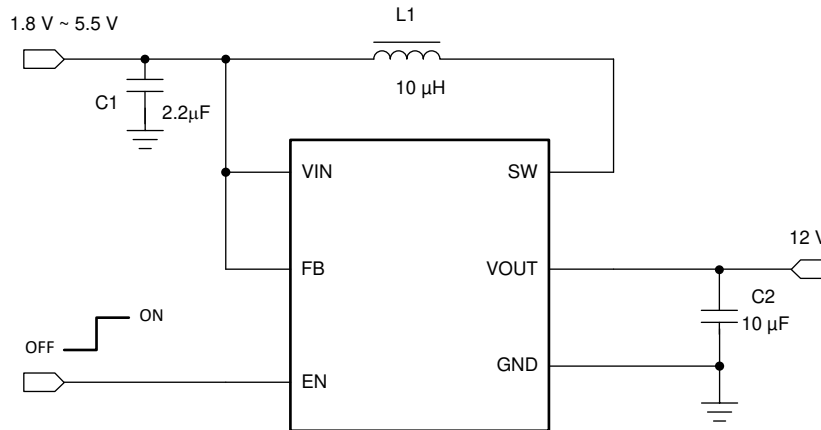 1.8 V ~ 5.5 V
L1
C1
2.2μF
10 μH
VIN
SW
FB
VOUT
12 V
C2
10 μF
ON
OFF
GND
EN